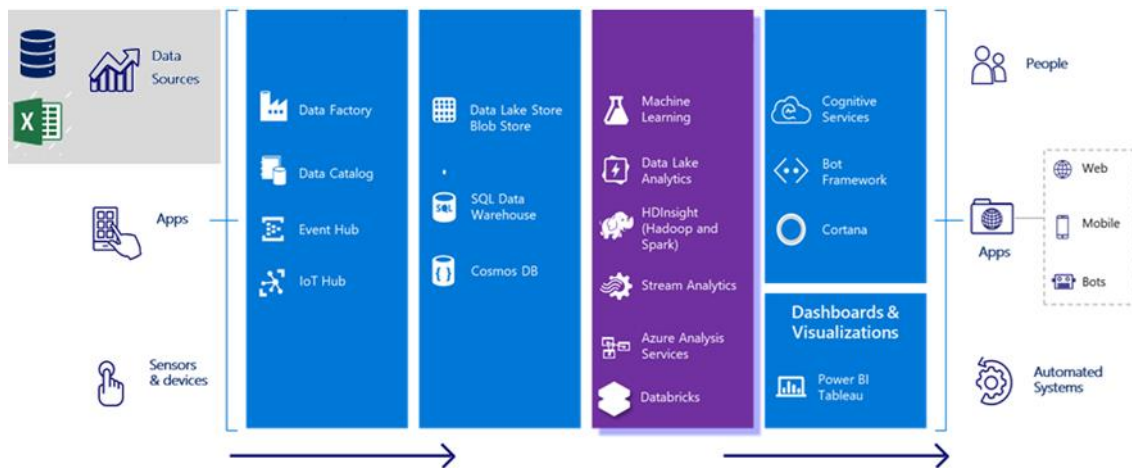 Data
Sources
X
Apps
Sensors
& devices
Data Factory
Data Catalog
Event Hub
IoT Hub
Data Lake Store
Blob Store
SQL
SQL Data
Warehouse
{ }
Cosmos DB
Machine
Learning
Data Lake
Analytics
HDInsight
(Hadoop and
Spark)
Stream Analytics
Azure Analysis
Services
Databricks
Cognitive
Services
Bot
Framework
Cortana
Dashboards &
Visualizations
Power BI
Tableau
People
Apps
Web
Mobile
Bots
Automated
Systems